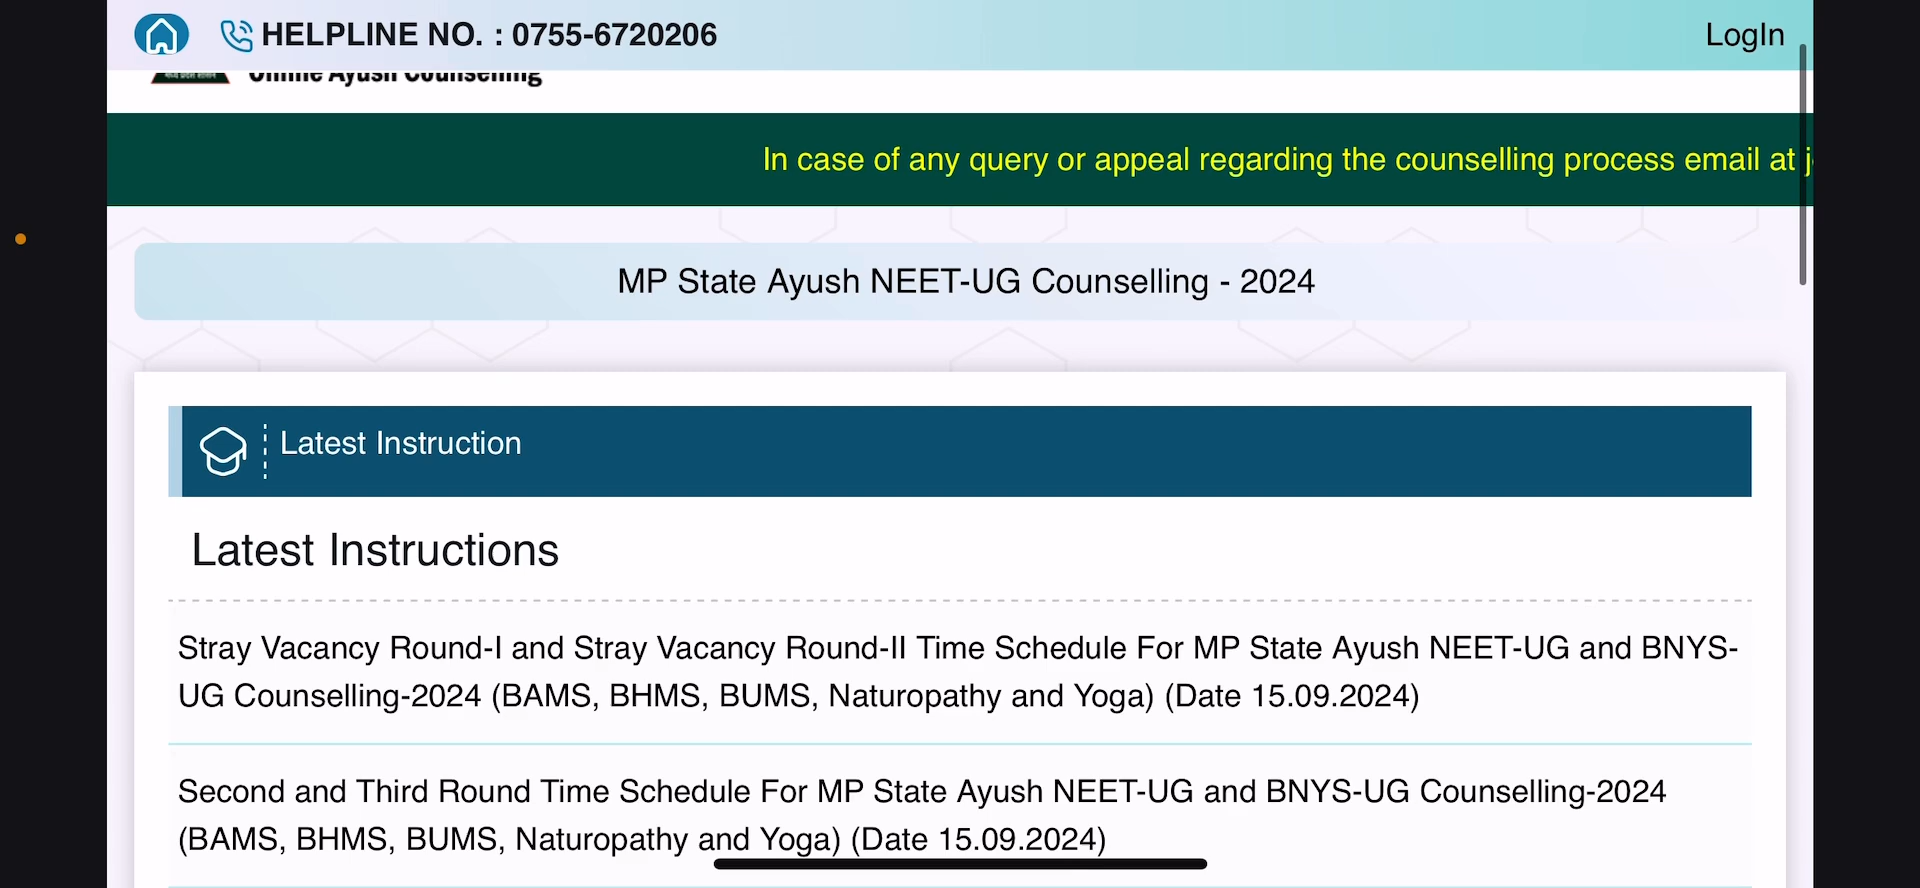 HELPLINE NO. : 0755-6720206
LogIn
Online Ayush Counselling
In case of any query or appeal regarding the counselling process email at j
MP State Ayush NEET-UG Counselling - 2024
Latest Instruction
Latest Instructions
Stray Vacancy Round-I and Stray Vacancy Round-II Time Schedule For MP State Ayush NEET-UG and BNYS-
UG Counselling-2024 (BAMS, BHMS, BUMS, Naturopathy and Yoga) (Date 15.09.2024)
Second and Third Round Time Schedule For MP State Ayush NEET-UG and BNYS-UG Counselling-2024
(BAMS, BHMS, BUMS, Naturopathy and Yoga) (Date 15.09.2024)